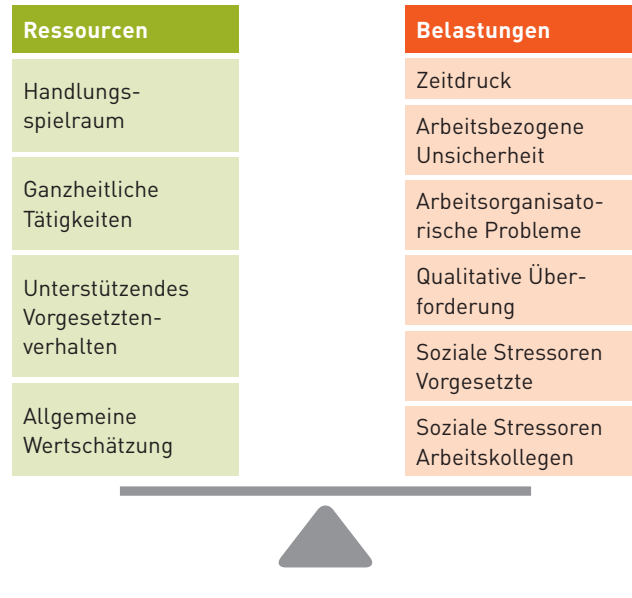 Ressourcen
Handlungs-
spielraum
Ganzheitliche
Tätigkeiten
Unterstützendes
Vorgesetzten-
verhalten
Allgemeine
Wertschätzung
Belastungen
Zeitdruck
Arbeitsbezogene
Unsicherheit
Arbeitsorganisato-
rische Probleme
Qualitative Über-
forderung
Soziale Stressoren
Vorgesetzte
Soziale Stressoren
Arbeitskollegen